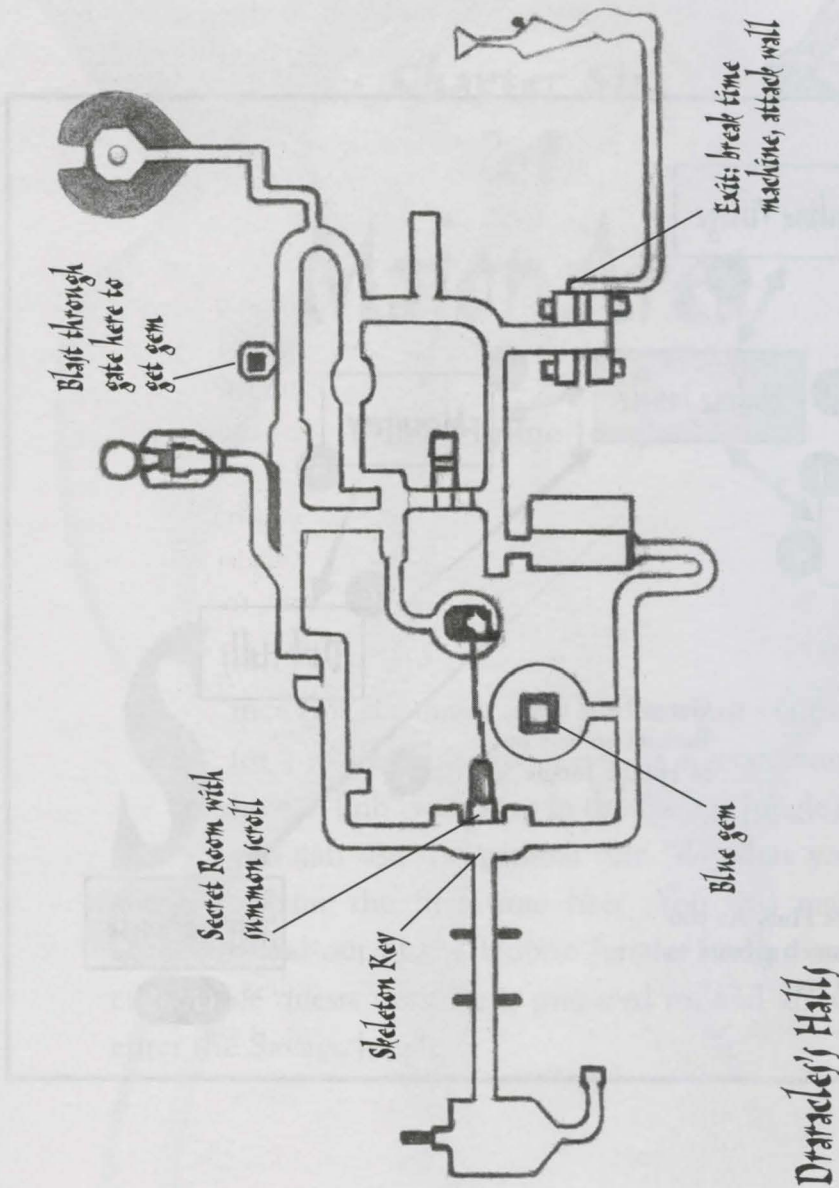 Blast through
gate here to
get gem
Secret Room with
summon scroll
Skeleton Key
Blue gem
Exit: break time
machine, attack wall
Draracles's Halls